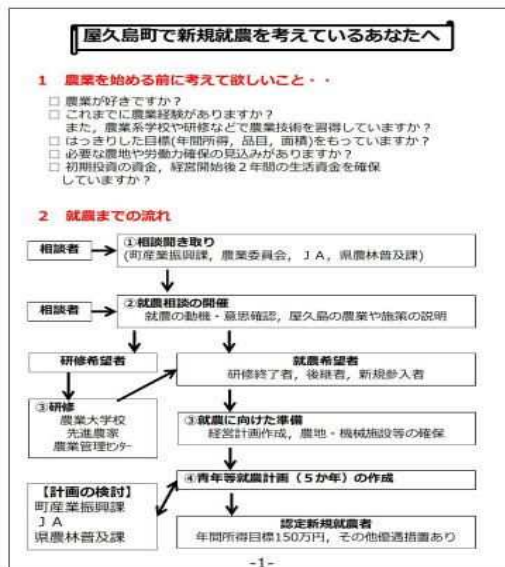 屋久島町で新規就農を考えているあなたへ
1 農業を始める前に考えて欲しいこと・・
□ 農業が好きですか？
□ これまでに農業経験がありますか？
また，農業系学校や研修などで農業技術を習得していますか？
□ はっきりした目標(年間所得，品目，面積)をもっていますか？
□ 必要な農地や労働力確保の見込みがありますか？
□ 初期投資の資金，経営開始後２年間の生活資金を確保
していますか？
2 就農までの流れ
相談者
①相談聞き取り
(町産業振興課，農業委員会，ＪＡ，県農林普及課)
相談者
②就農相談の開催
就農の動機・意思確認，屋久島の農業や施策の説明
研修希望者
就農希望者
研修終了者，後継者，新規参入者
③研修
農業大学校
先進農家
農業管理センター
③就農に向けた準備
経営計画作成，農地・機械施設等の確保
④青年等就農計画（５か年）の作成
【計画の検討】
町産業振興課
ＪＡ
県農林普及課
認定新規就農者
年間所得目標150万円，その他優遇措置あり
-1-